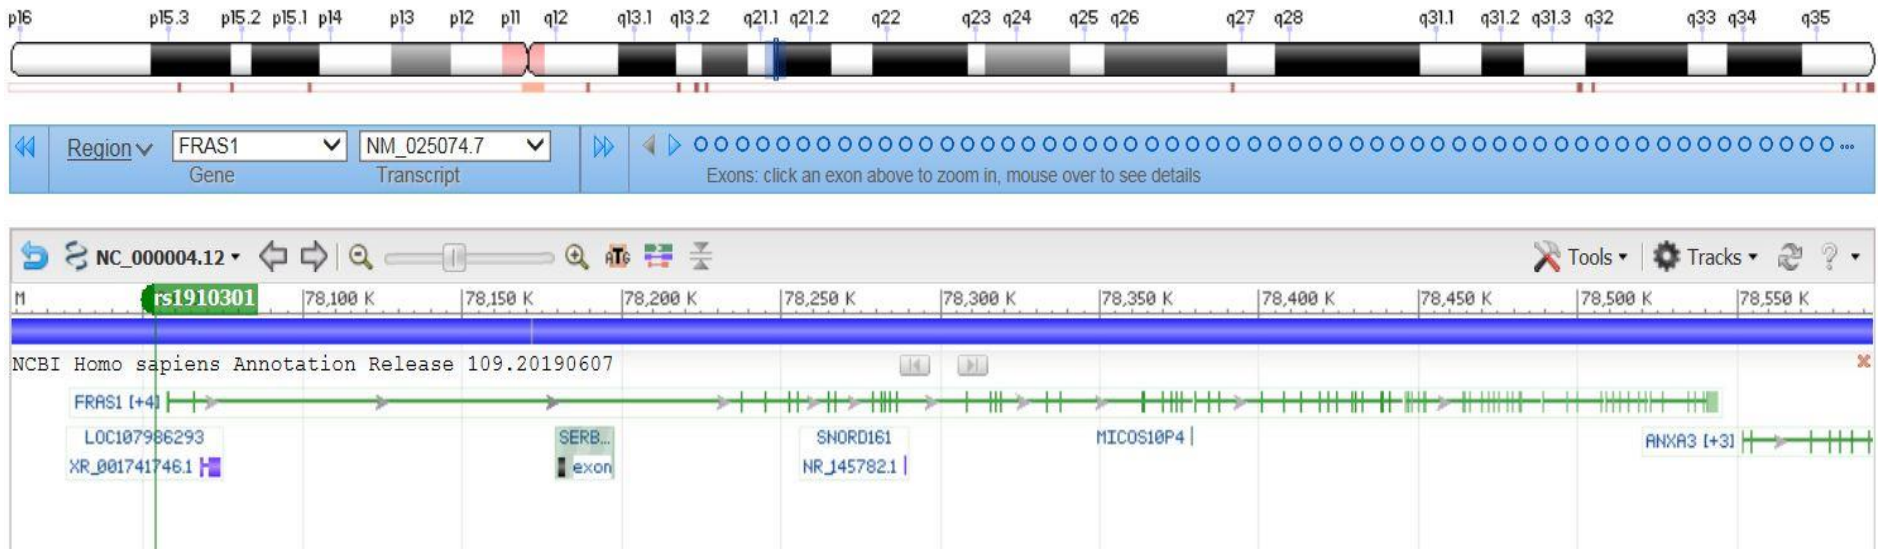 p16 p15.3 p15.2 p15.1 p14 p13 p12 p11 q12 q13.1 q13.2 q21.1 q21.2 q22 q23 q24 q25 q26 q27 q28 q31.1 q31.2 q31.3 q32 q33 q34 q35
Region FRAS1 NM_025074.7
Gene Transcript Exons: click an exon above to zoom in, mouse over to see details
NC_000004.12 ATG Tools Tracks ?
M rs1910301 78,100 K 78,150 K 78,200 K 78,250 K 78,300 K 78,350 K 78,400 K 78,450 K 78,500 K 78,550 K
NCBI Homo sapiens Annotation Release 109.20190607
FRAS1 [+4]
LOC107986293 SERB... SNORD161 MICOS10P4 ANXA3 [+3]
XR_001741746.1 exon NR_145782.1